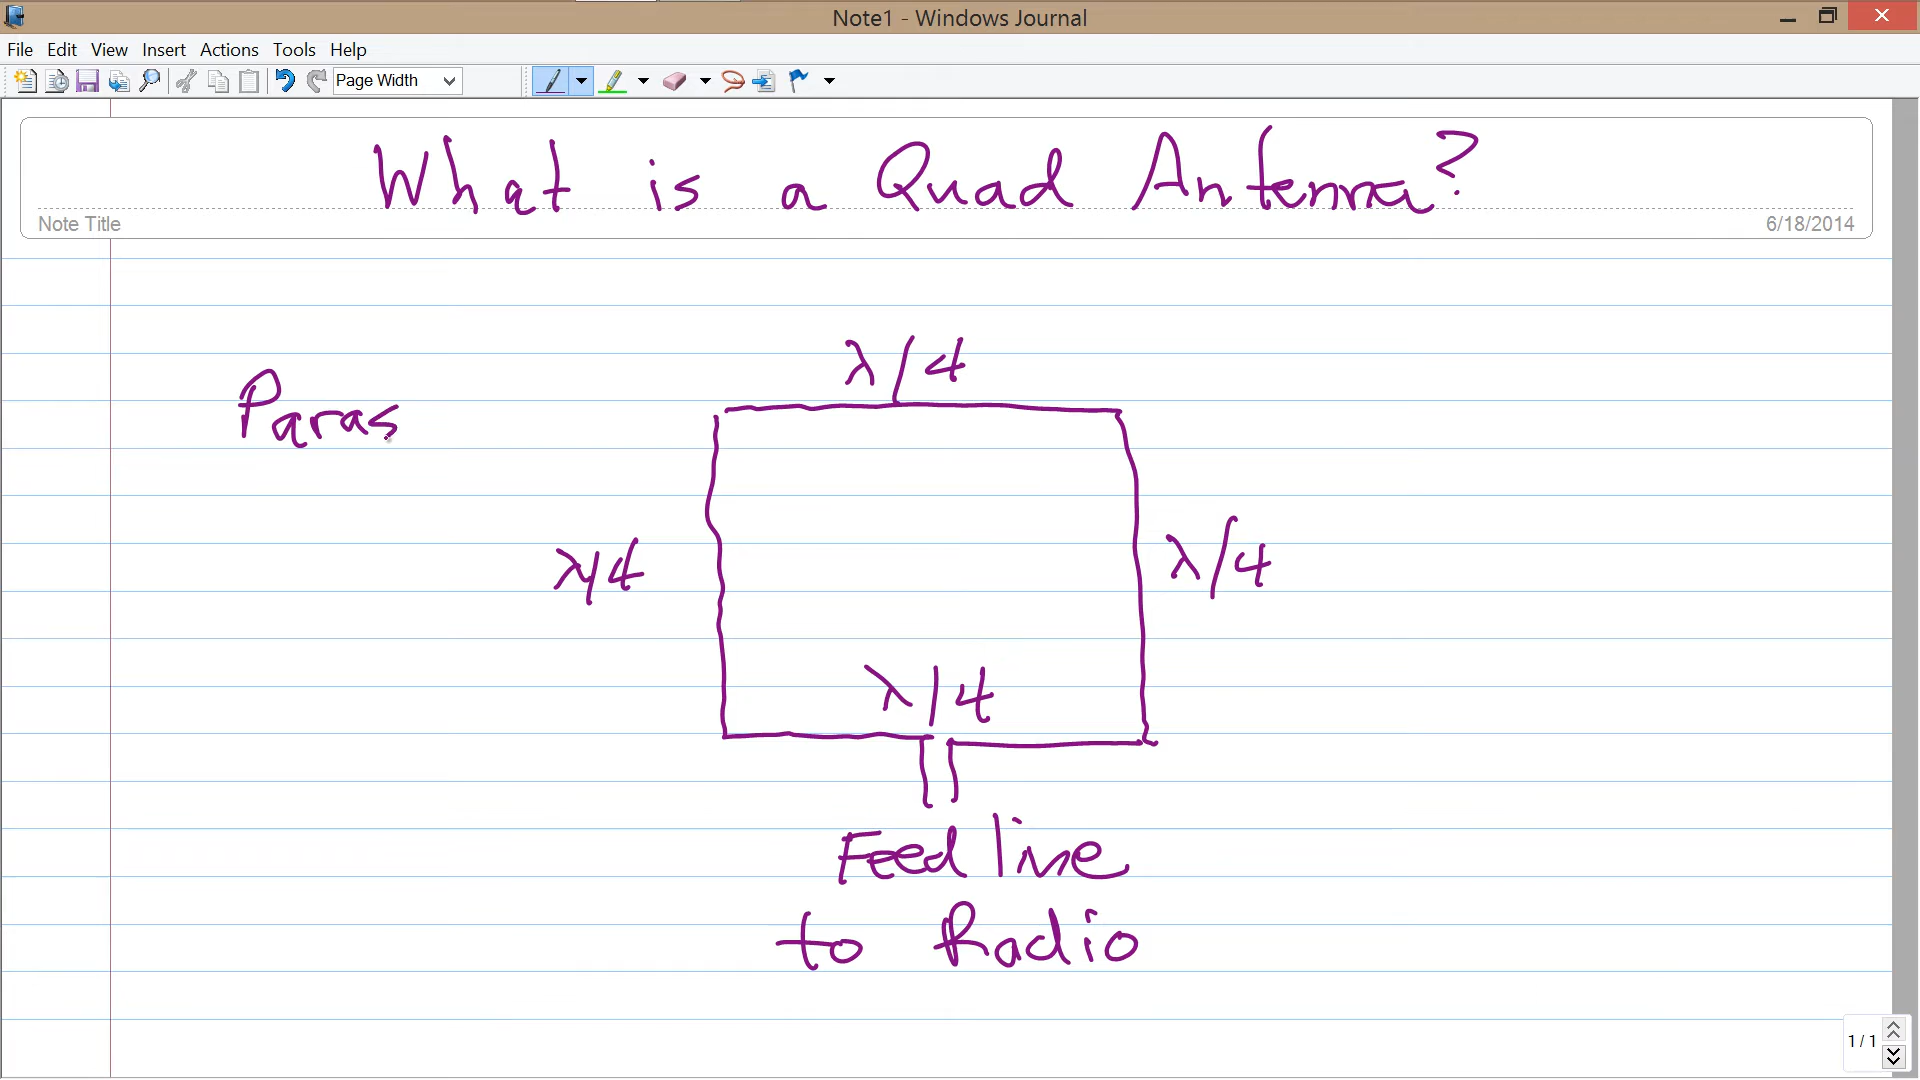 Note1 - Windows Journal
File Edit View Insert Actions Tools Help
Page Width
What is a Quad Antenna?
Note Title
6/18/2014
λ/4
Paras
λ/4
λ/4
λ/4
Feed line
to Radio
1 / 1